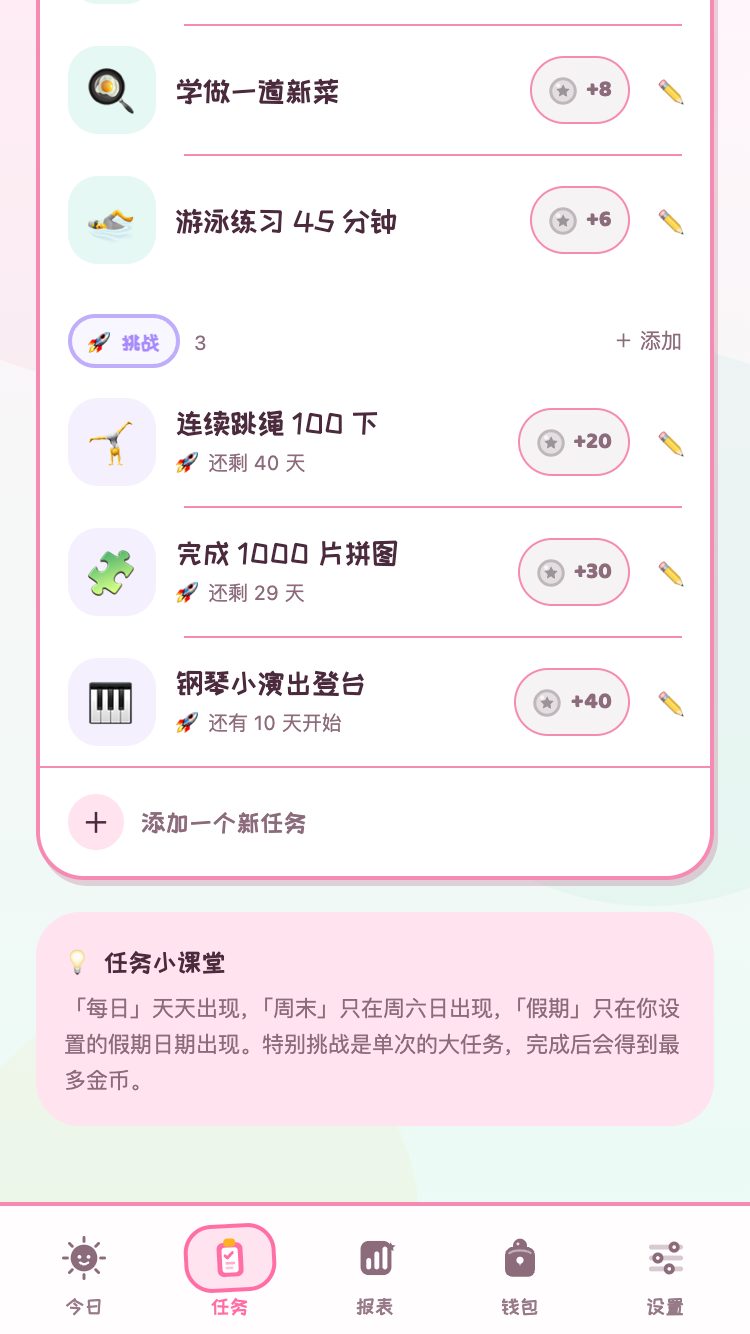 学做一道新菜
+8
游泳练习 45 分钟
+6
挑战
3
+ 添加
连续跳绳 100 下
还剩 40 天
+20
完成 1000 片拼图
还剩 29 天
+30
钢琴小演出登台
还有 10 天开始
+40
+ 添加一个新任务
任务小课堂
「每日」天天出现，「周末」只在周六日出现，「假期」只在你设
置的假期日期出现。特别挑战是单次的大任务，完成后会得到最
多金币。
今日
任务
报表
钱包
设置